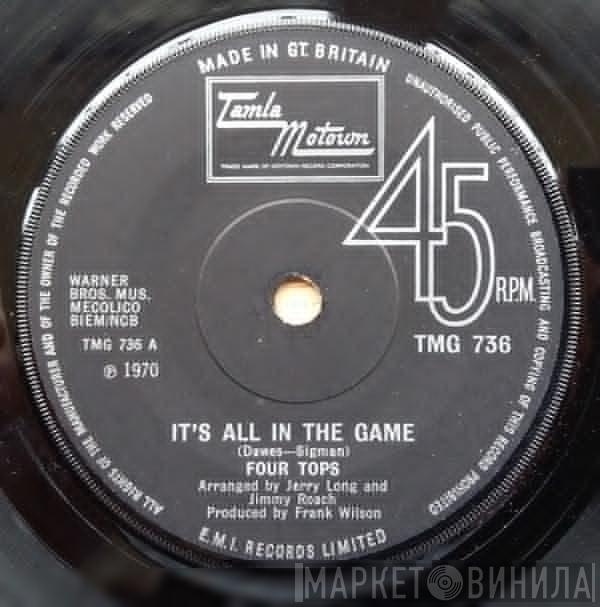 MADE IN GT. BRITAIN
UNAUTHORISED PUBLIC PERFORMANCE BROADCASTING AND COPYING OF THIS RECORD PROHIBITED
ALL RIGHTS OF THE MANUFACTURER AND OF THE OWNER OF THE RECORDED WORK RESERVED
Tamla
Motown
TRADE MARK OF MOTOWN RECORD CORPORATION
45
R.P.M.
WARNER
BROS. MUS.
MECOLICO
BIEM/NCB
TMG 736 A
℗ 1970
TMG 736
IT'S ALL IN THE GAME
(Dawes—Sigman)
FOUR TOPS
Arranged by Jerry Long and
Jimmy Roach
Produced by Frank Wilson
E.M.I. RECORDS LIMITED
МАРКЕТ ВИНИЛА